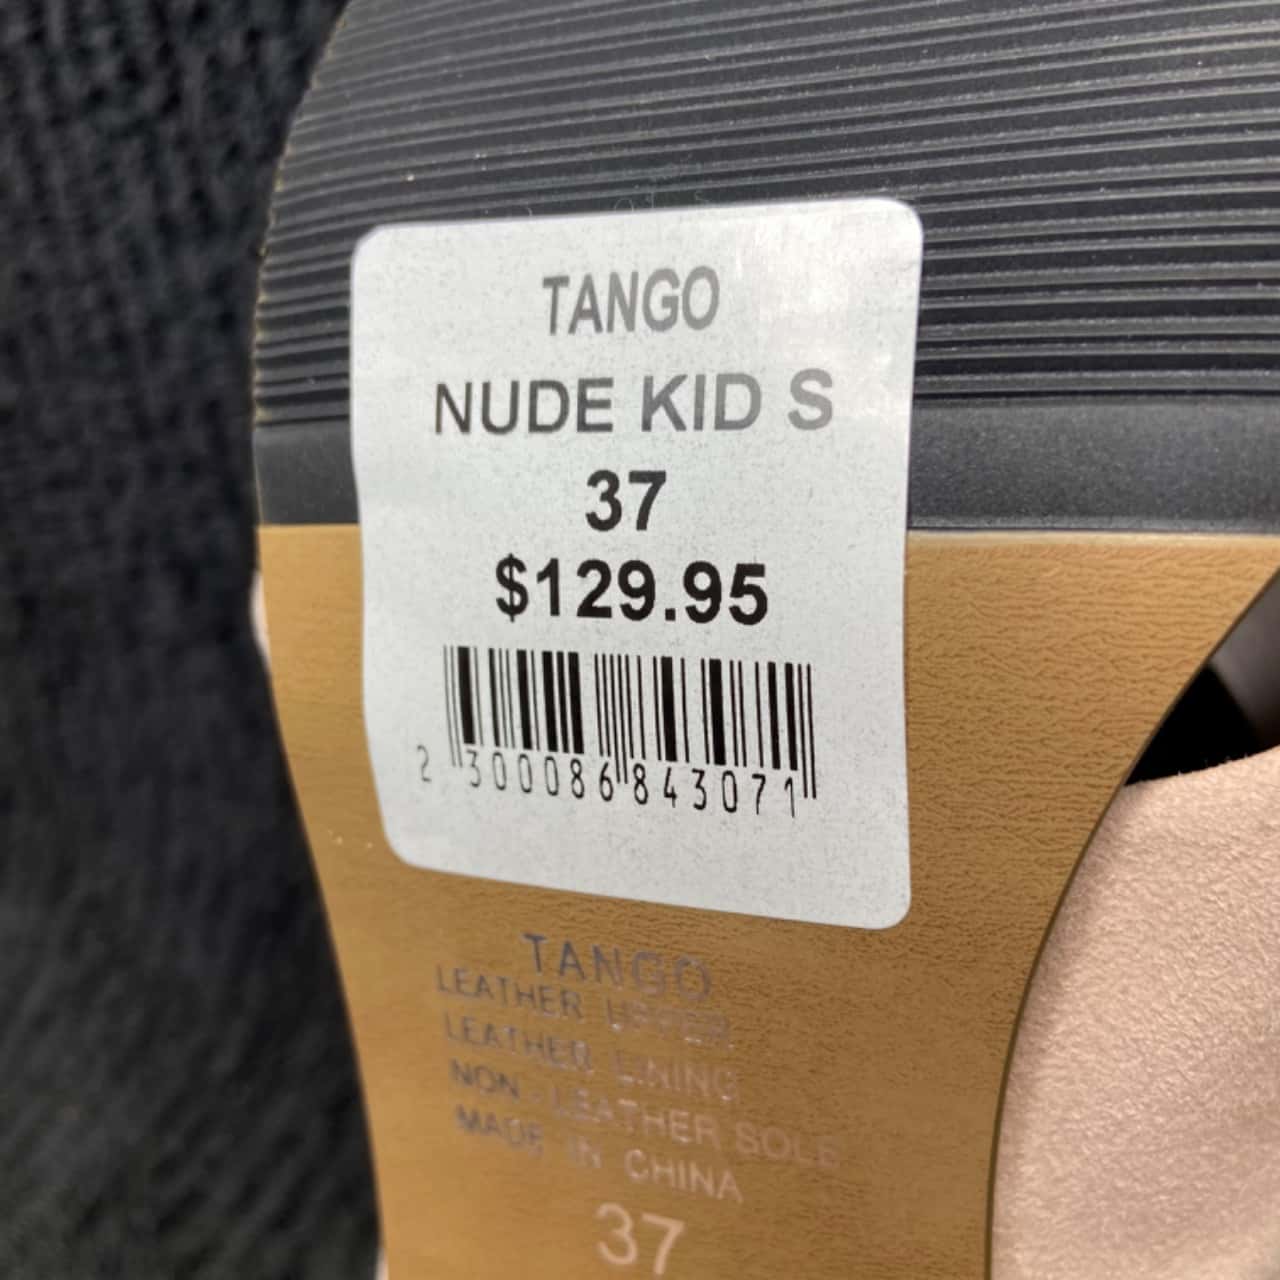 TANGO
NUDE KID S
37
$129.95
2 300086 843071
TANGO
LEATHER UPPER
LEATHER LINING
NON-LEATHER SOLE
MADE IN CHINA
37